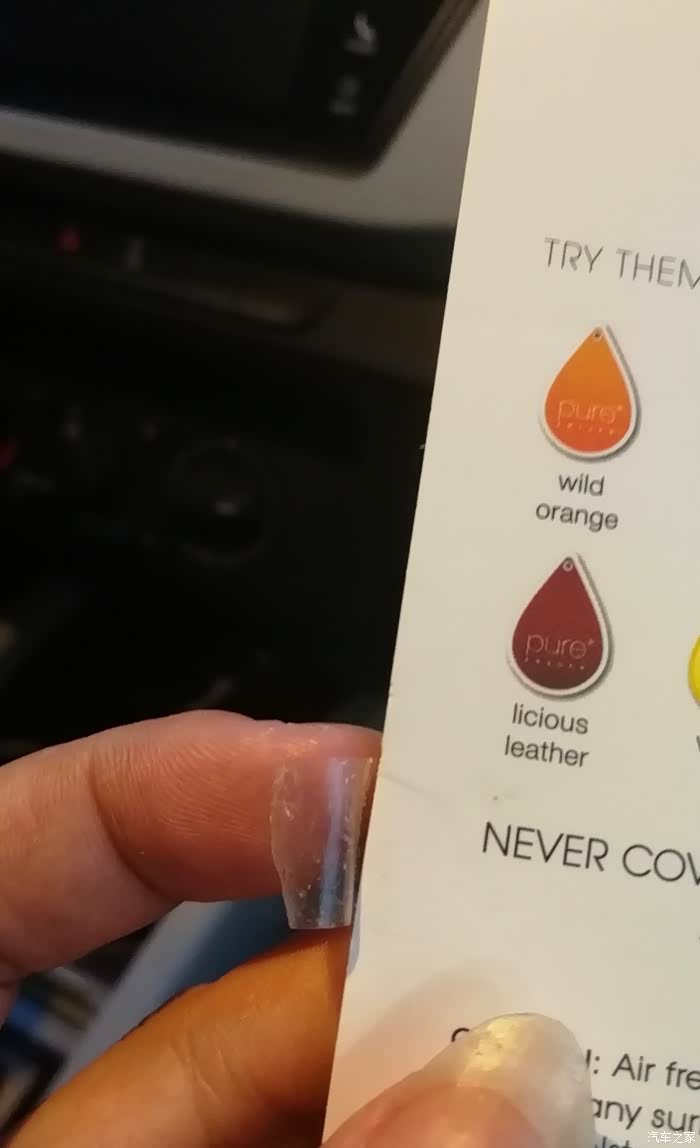 TRY THEM
pure*
wild
orange
pure*
licious
leather
NEVER COV
: Air fre
any sur
汽车之家